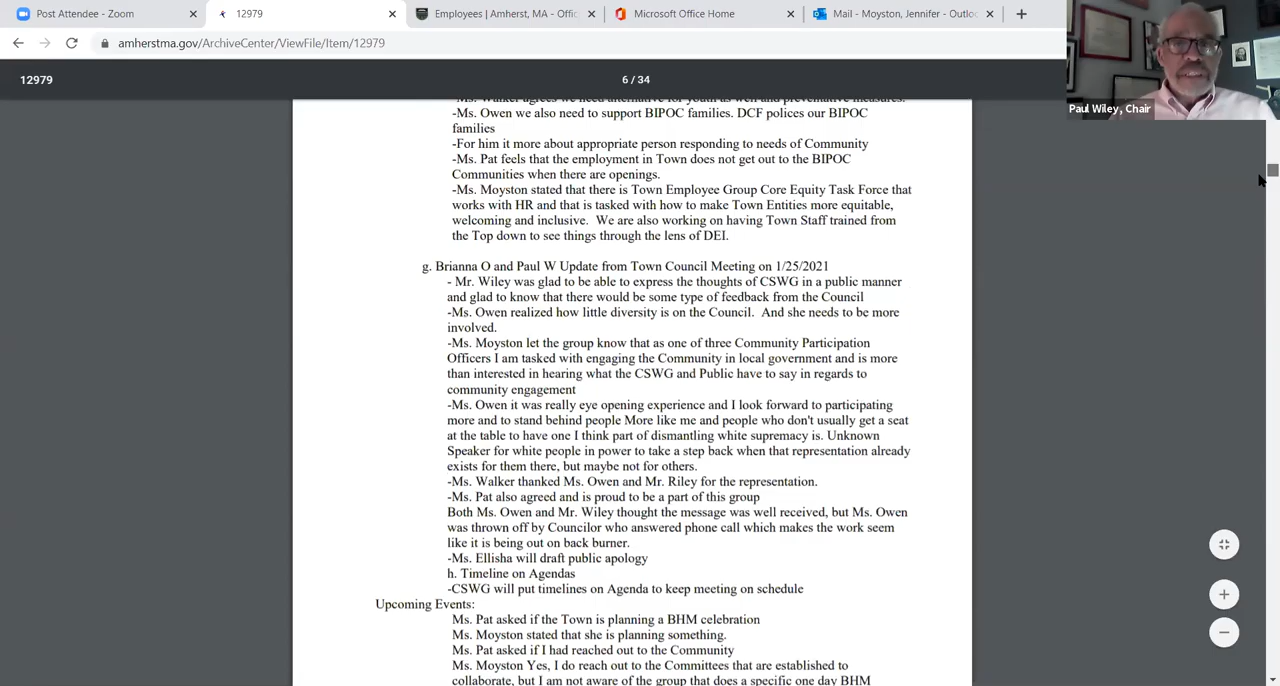 Post Attendee - Zoom
12979
Employees | Amherst, MA - Offic
Microsoft Office Home
Mail - Moyston, Jennifer - Outloo
amherstma.gov/ArchiveCenter/ViewFile/Item/12979
12979
6 / 34
Paul Wiley, Chair
-Ms. Walker agrees we need alternative for youth as well and preventative measures.
-Ms. Owen we also need to support BIPOC families. DCF polices our BIPOC
families
-For him it more about appropriate person responding to needs of Community
-Ms. Pat feels that the employment in Town does not get out to the BIPOC
Communities when there are openings.
-Ms. Moyston stated that there is Town Employee Group Core Equity Task Force that
works with HR and that is tasked with how to make Town Entities more equitable,
welcoming and inclusive.  We are also working on having Town Staff trained from
the Top down to see things through the lens of DEI.
g. Brianna O and Paul W Update from Town Council Meeting on 1/25/2021
- Mr. Wiley was glad to be able to express the thoughts of CSWG in a public manner
and glad to know that there would be some type of feedback from the Council
-Ms. Owen realized how little diversity is on the Council.  And she needs to be more
involved.
-Ms. Moyston let the group know that as one of three Community Participation
Officers I am tasked with engaging the Community in local government and is more
than interested in hearing what the CSWG and Public have to say in regards to
community engagement
-Ms. Owen it was really eye opening experience and I look forward to participating
more and to stand behind people More like me and people who don't usually get a seat
at the table to have one I think part of dismantling white supremacy is. Unknown
Speaker for white people in power to take a step back when that representation already
exists for them there, but maybe not for others.
-Ms. Walker thanked Ms. Owen and Mr. Riley for the representation.
-Ms. Pat also agreed and is proud to be a part of this group
Both Ms. Owen and Mr. Wiley thought the message was well received, but Ms. Owen
was thrown off by Councilor who answered phone call which makes the work seem
like it is being out on back burner.
-Ms. Ellisha will draft public apology
h. Timeline on Agendas
-CSWG will put timelines on Agenda to keep meeting on schedule
Upcoming Events:
Ms. Pat asked if the Town is planning a BHM celebration
Ms. Moyston stated that she is planning something.
Ms. Pat asked if I had reached out to the Community
Ms. Moyston Yes, I do reach out to the Committees that are established to
collaborate, but I am not aware of the group that does a specific one day BHM